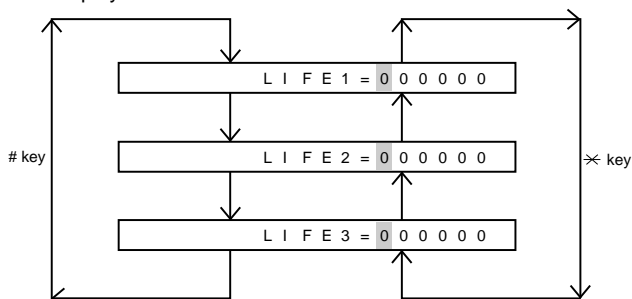 L I F E 1 = 0 0 0 0 0 0
# key
L I F E 2 = 0 0 0 0 0 0
✳ key
L I F E 3 = 0 0 0 0 0 0